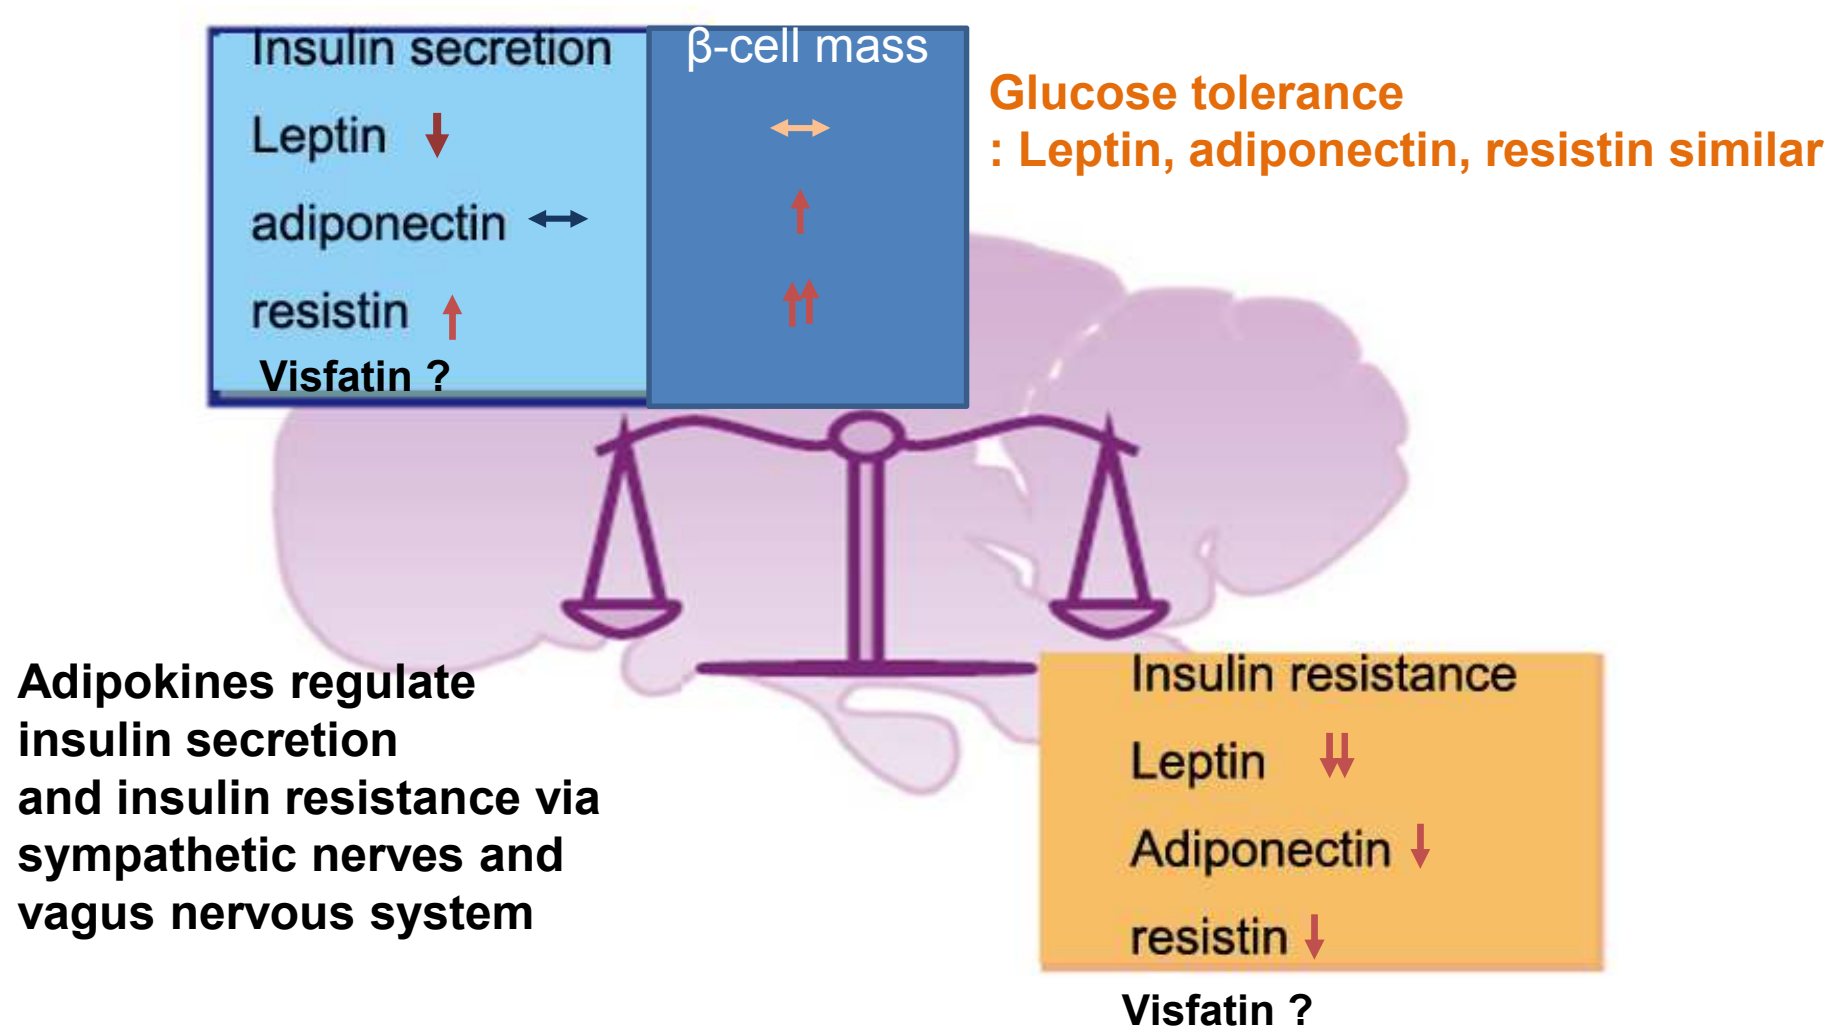 Insulin secretion
β-cell mass
Leptin ↓
↔
adiponectin ↔
↑
resistin ↑
↑↑
Visfatin ?
Glucose tolerance
: Leptin, adiponectin, resistin similar
Adipokines regulate
insulin secretion
and insulin resistance via
sympathetic nerves and
vagus nervous system
Insulin resistance
Leptin ↓↓
Adiponectin ↓
resistin ↓
Visfatin ?